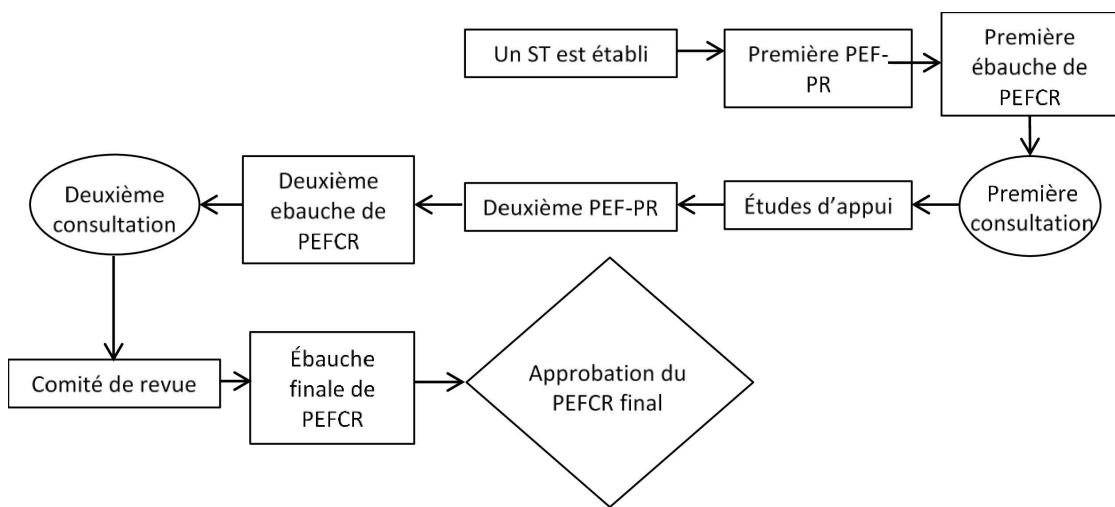 Un ST est établi
Première PEF-
PR
Première
ébauche de
PEFCR
Première
consultation
Études d’appui
Deuxième PEF-PR
Deuxième
ebauche de
PEFCR
Deuxième
consultation
Comité de revue
Ébauche
finale de
PEFCR
Approbation du
PEFCR final